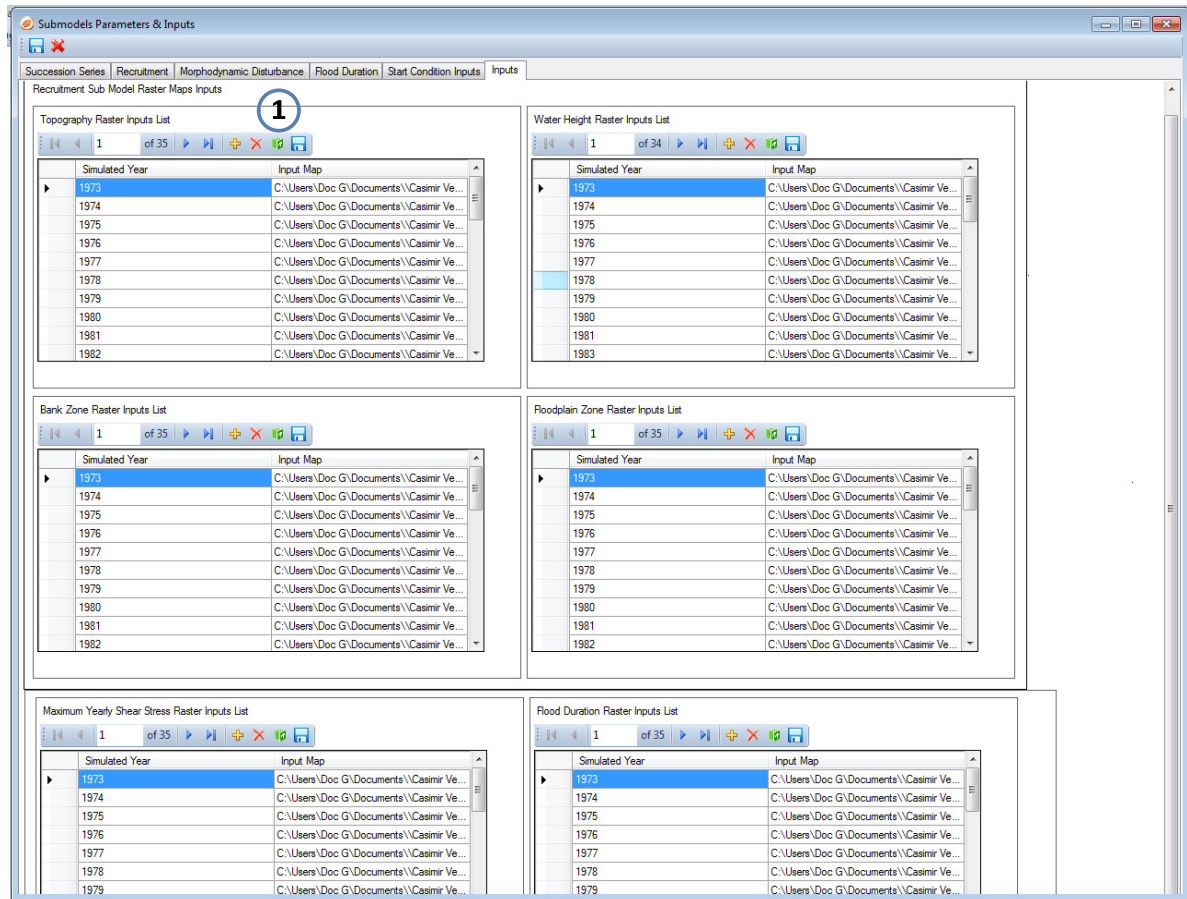 Submodels Parameters & Inputs
Succession Series Recruitment Morphodynamic Disturbance Flood Duration Start Condition Inputs Inputs
Recruitment Sub Model Raster Maps Inputs
1
Topography Raster Inputs List
1 of 35
Simulated Year Input Map
1973 C:\Users\Doc G\Documents\\Casimir Ve...
1974 C:\Users\Doc G\Documents\\Casimir Ve...
1975 C:\Users\Doc G\Documents\\Casimir Ve...
1976 C:\Users\Doc G\Documents\\Casimir Ve...
1977 C:\Users\Doc G\Documents\\Casimir Ve...
1978 C:\Users\Doc G\Documents\\Casimir Ve...
1979 C:\Users\Doc G\Documents\\Casimir Ve...
1980 C:\Users\Doc G\Documents\\Casimir Ve...
1981 C:\Users\Doc G\Documents\\Casimir Ve...
1982 C:\Users\Doc G\Documents\\Casimir Ve...
Water Height Raster Inputs List
1 of 34
Simulated Year Input Map
1973 C:\Users\Doc G\Documents\\Casimir Ve...
1974 C:\Users\Doc G\Documents\\Casimir Ve...
1975 C:\Users\Doc G\Documents\\Casimir Ve...
1976 C:\Users\Doc G\Documents\\Casimir Ve...
1977 C:\Users\Doc G\Documents\\Casimir Ve...
1978 C:\Users\Doc G\Documents\\Casimir Ve...
1979 C:\Users\Doc G\Documents\\Casimir Ve...
1980 C:\Users\Doc G\Documents\\Casimir Ve...
1981 C:\Users\Doc G\Documents\\Casimir Ve...
1983 C:\Users\Doc G\Documents\\Casimir Ve...
Bank Zone Raster Inputs List
1 of 35
Simulated Year Input Map
1973 C:\Users\Doc G\Documents\\Casimir Ve...
1974 C:\Users\Doc G\Documents\\Casimir Ve...
1975 C:\Users\Doc G\Documents\\Casimir Ve...
1976 C:\Users\Doc G\Documents\\Casimir Ve...
1977 C:\Users\Doc G\Documents\\Casimir Ve...
1978 C:\Users\Doc G\Documents\\Casimir Ve...
1979 C:\Users\Doc G\Documents\\Casimir Ve...
1980 C:\Users\Doc G\Documents\\Casimir Ve...
1981 C:\Users\Doc G\Documents\\Casimir Ve...
1982 C:\Users\Doc G\Documents\\Casimir Ve...
Floodplain Zone Raster Inputs List
1 of 35
Simulated Year Input Map
1973 C:\Users\Doc G\Documents\\Casimir Ve...
1974 C:\Users\Doc G\Documents\\Casimir Ve...
1975 C:\Users\Doc G\Documents\\Casimir Ve...
1976 C:\Users\Doc G\Documents\\Casimir Ve...
1977 C:\Users\Doc G\Documents\\Casimir Ve...
1978 C:\Users\Doc G\Documents\\Casimir Ve...
1979 C:\Users\Doc G\Documents\\Casimir Ve...
1980 C:\Users\Doc G\Documents\\Casimir Ve...
1981 C:\Users\Doc G\Documents\\Casimir Ve...
1982 C:\Users\Doc G\Documents\\Casimir Ve...
Maximum Yearly Shear Stress Raster Inputs List
1 of 35
Simulated Year Input Map
1973 C:\Users\Doc G\Documents\\Casimir Ve...
1974 C:\Users\Doc G\Documents\\Casimir Ve...
1975 C:\Users\Doc G\Documents\\Casimir Ve...
1976 C:\Users\Doc G\Documents\\Casimir Ve...
1977 C:\Users\Doc G\Documents\\Casimir Ve...
1978 C:\Users\Doc G\Documents\\Casimir Ve...
1979 C:\Users\Doc G\Documents\\Casimir Ve...
Flood Duration Raster Inputs List
1 of 35
Simulated Year Input Map
1973 C:\Users\Doc G\Documents\\Casimir Ve...
1974 C:\Users\Doc G\Documents\\Casimir Ve...
1975 C:\Users\Doc G\Documents\\Casimir Ve...
1976 C:\Users\Doc G\Documents\\Casimir Ve...
1977 C:\Users\Doc G\Documents\\Casimir Ve...
1978 C:\Users\Doc G\Documents\\Casimir Ve...
1979 C:\Users\Doc G\Documents\\Casimir Ve...